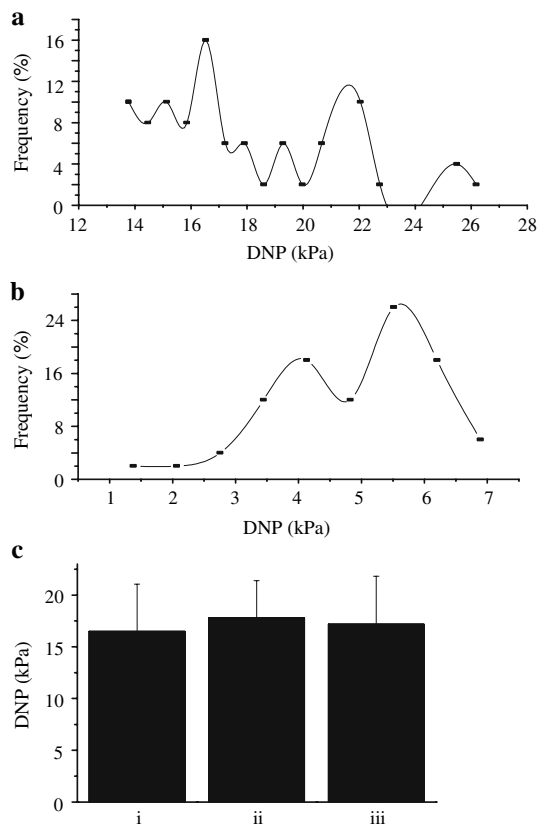 a
Frequency (%)
16
12
8
4
0
12 14 16 18 20 22 24 26 28
DNP (kPa)
b
Frequency (%)
24
16
8
0
1 2 3 4 5 6 7
DNP (kPa)
c
DNP (kPa)
20
15
10
5
0
i ii iii